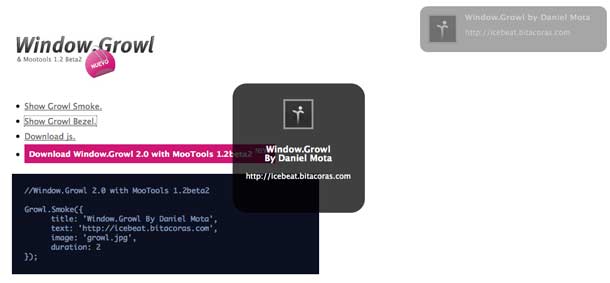 Window.Growl
& Mootools 1.2 Beta2
NUEVO
Window.Growl by Daniel Mota
http://icebeat.bitacoras.com
Show Growl Smoke.
Show Growl Bezel.
Download js.
Download Window.Growl 2.0 with MooTools 1.2beta2
Window.Growl
By Daniel Mota
http://icebeat.bitacoras.com
//Window.Growl 2.0 with MooTools 1.2beta2
Growl.Smoke({
title: 'Window.Growl By Daniel Mota',
text: 'http://icebeat.bitacoras.com',
image: 'growl.jpg',
duration: 2
});